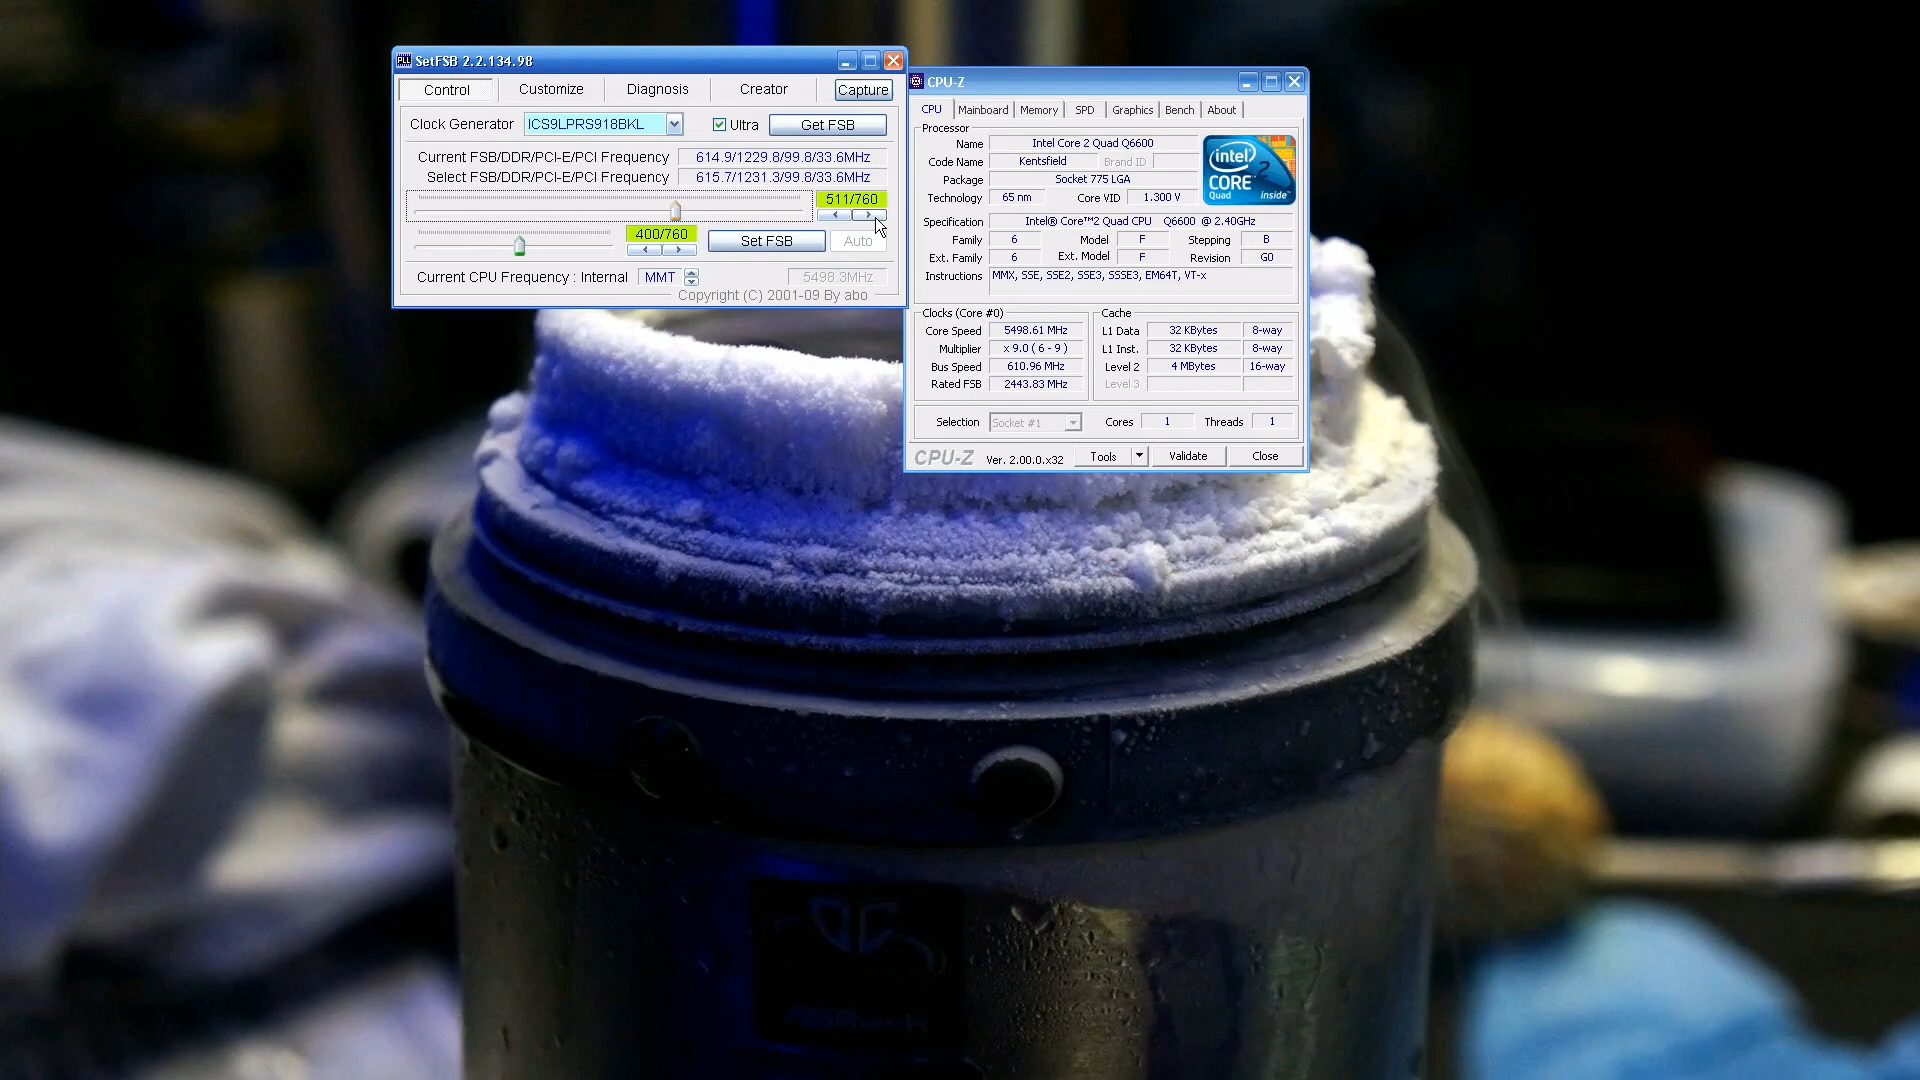 SetFSB 2.2.134.98
Control Customize Diagnosis Creator Capture
Clock Generator ICS9LPRS918BKL Ultra Get FSB
Current FSB/DDR/PCI-E/PCI Frequency 614.9/1229.8/99.8/33.6MHz
Select FSB/DDR/PCI-E/PCI Frequency 615.7/1231.3/99.8/33.6MHz
511/760
400/760 Set FSB Auto
Current CPU Frequency : Internal MMT 5498.3MHz
Copyright (C) 2001-09 By abo
CPU-Z
CPU Mainboard Memory SPD Graphics Bench About
Processor
Name Intel Core 2 Quad Q6600
Code Name Kentsfield Brand ID
Package Socket 775 LGA
Technology 65 nm Core VID 1.300 V
Specification Intel® Core™2 Quad CPU Q6600 @ 2.40GHz
Family 6 Model F Stepping B
Ext. Family 6 Ext. Model F Revision G0
Instructions MMX, SSE, SSE2, SSE3, SSSE3, EM64T, VT-x
intel CORE 2 Quad inside™
Clocks (Core #0)
Core Speed 5498.61 MHz
Multiplier x 9.0 ( 6 - 9 )
Bus Speed 610.96 MHz
Rated FSB 2443.83 MHz
Cache
L1 Data 32 KBytes 8-way
L1 Inst. 32 KBytes 8-way
Level 2 4 MBytes 16-way
Level 3
Selection Socket #1 Cores 1 Threads 1
CPU-Z Ver. 2.00.0.x32 Tools Validate Close
ASRock